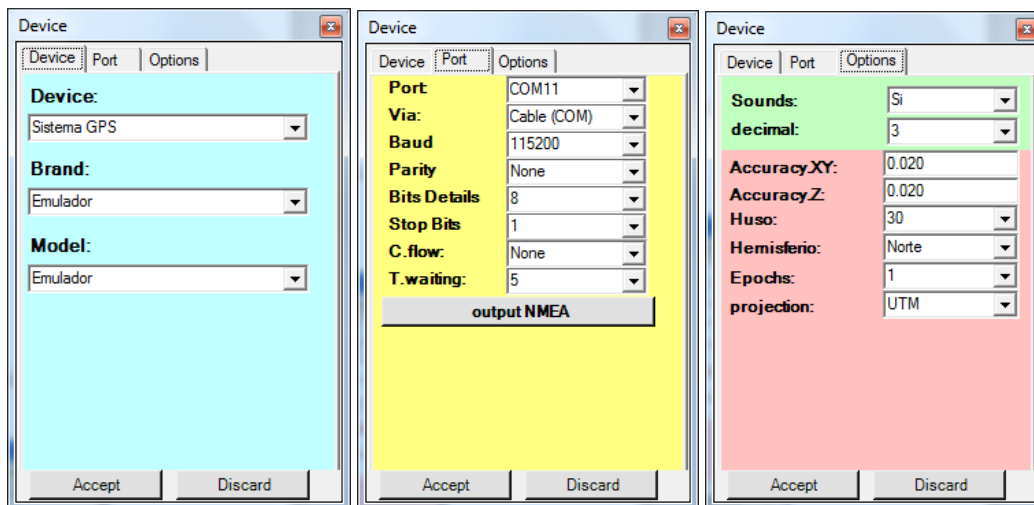 Device
Device Port Options
Device:
Sistema GPS
Brand:
Emulador
Model:
Emulador
Accept Discard
Device
Device Port Options
Port: COM11
Via: Cable (COM)
Baud 115200
Parity None
Bits Details 8
Stop Bits 1
C.flow: None
T.waiting: 5
output NMEA
Accept Discard
Device
Device Port Options
Sounds: Si
decimal: 3
Accuracy.XY: 0.020
Accuracy.Z: 0.020
Huso: 30
Hemisferio: Norte
Epochs: 1
projection: UTM
Accept Discard